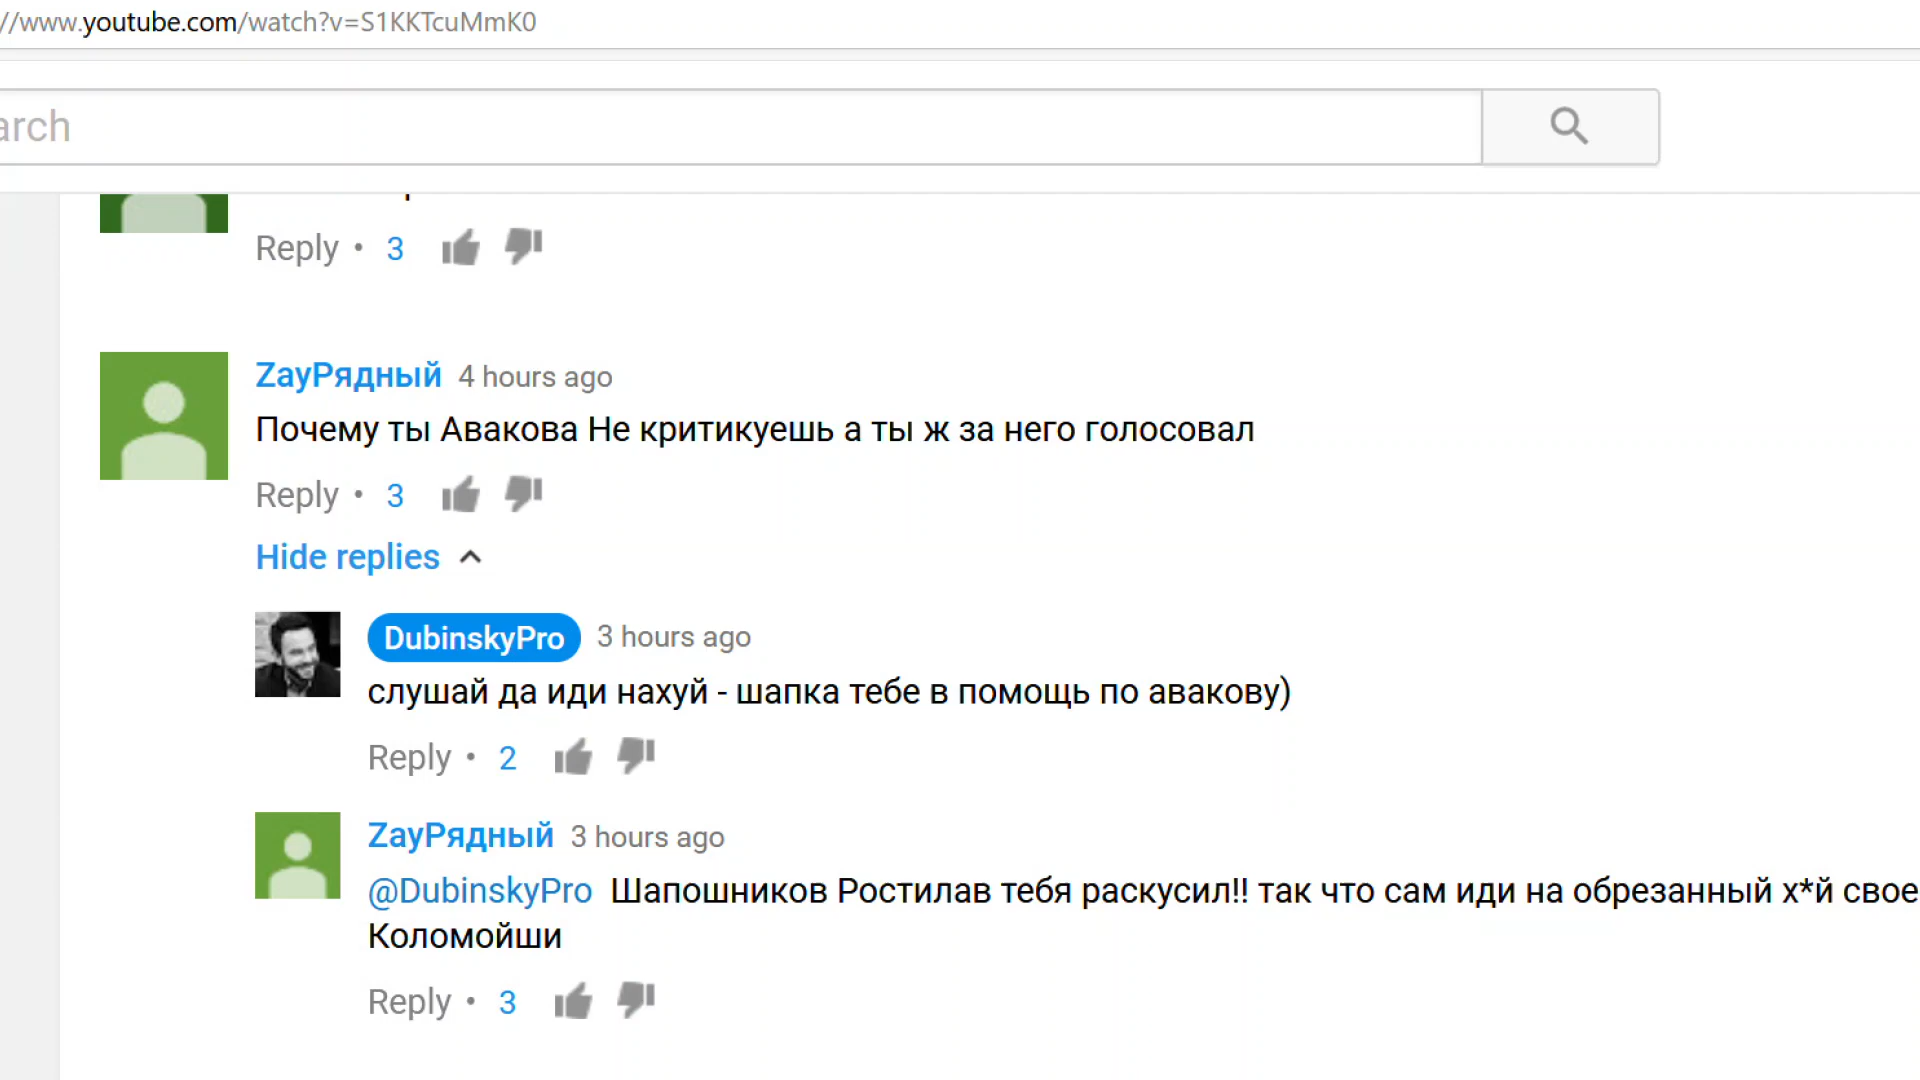 //www.youtube.com/watch?v=S1KKTcuMmK0
arch
Reply • 3
ZayРядный 4 hours ago
Почему ты Авакова Не критикуешь а ты ж за него голосовал
Reply • 3
Hide replies
DubinskyPro 3 hours ago
слушай да иди нахуй - шапка тебе в помощь по авакову)
Reply • 2
ZayРядный 3 hours ago
@DubinskyPro Шапошников Ростилав тебя раскусил!! так что сам иди на обрезанный х*й свое
Коломойши
Reply • 3